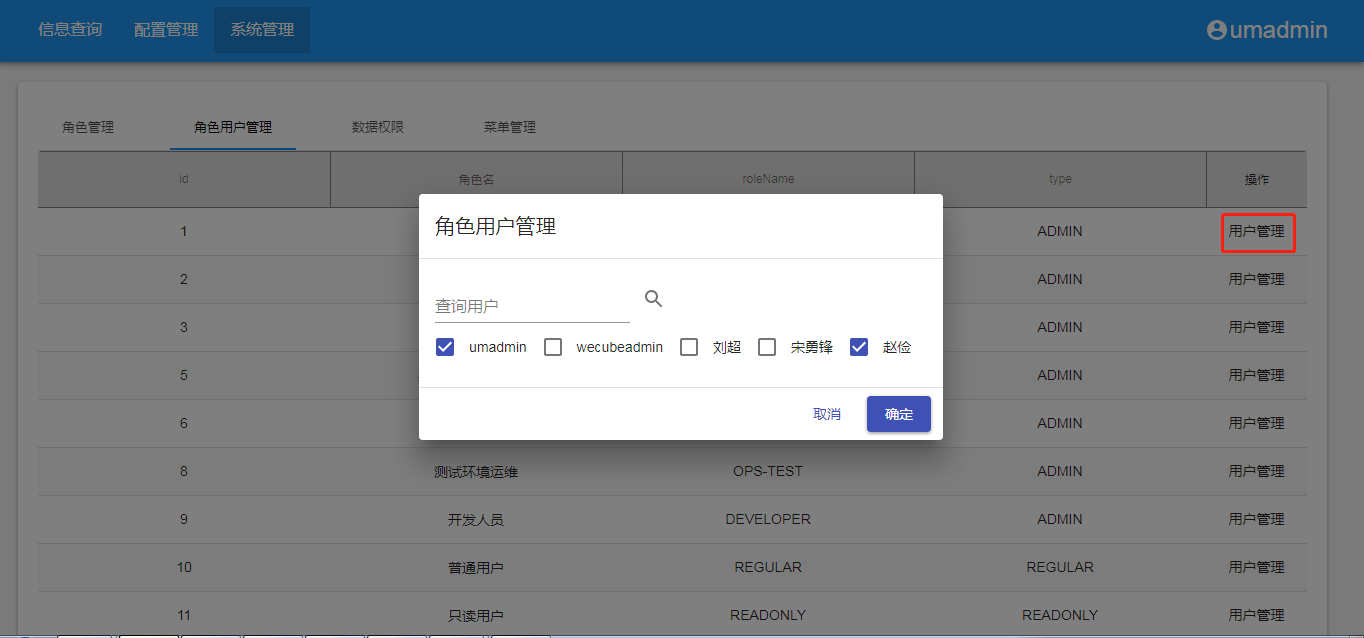 信息查询 配置管理 系统管理 umadmin
角色管理 角色用户管理 数据权限 菜单管理
id 角色名 roleName type 操作
1 ADMIN 用户管理
2 ADMIN 用户管理
3 ADMIN 用户管理
5 ADMIN 用户管理
6 ADMIN 用户管理
8 测试环境运维 OPS-TEST ADMIN 用户管理
9 开发人员 DEVELOPER ADMIN 用户管理
10 普通用户 REGULAR REGULAR 用户管理
11 只读用户 READONLY READONLY 用户管理
角色用户管理
查询用户
umadmin wecubeadmin 刘超 宋勇锋 赵俭
取消 确定